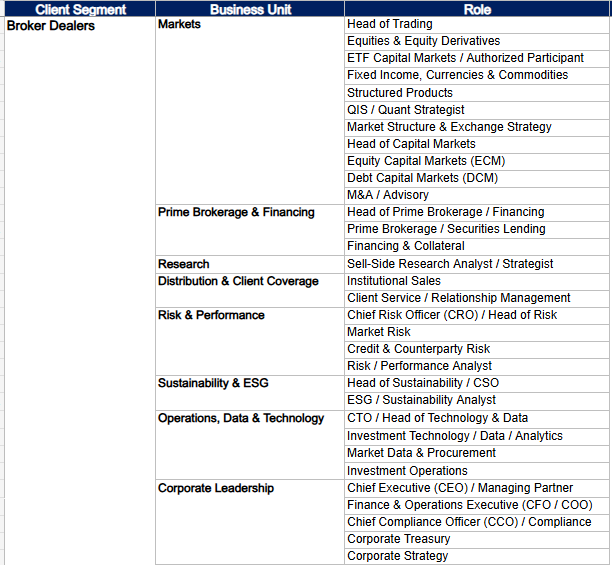 Client Segment Business Unit Role
Broker Dealers Markets Head of Trading
Equities & Equity Derivatives
ETF Capital Markets / Authorized Participant
Fixed Income, Currencies & Commodities
Structured Products
QIS / Quant Strategist
Market Structure & Exchange Strategy
Head of Capital Markets
Equity Capital Markets (ECM)
Debt Capital Markets (DCM)
M&A / Advisory
Prime Brokerage & Financing Head of Prime Brokerage / Financing
Prime Brokerage / Securities Lending
Financing & Collateral
Research Sell-Side Research Analyst / Strategist
Distribution & Client Coverage Institutional Sales
Client Service / Relationship Management
Risk & Performance Chief Risk Officer (CRO) / Head of Risk
Market Risk
Credit & Counterparty Risk
Risk / Performance Analyst
Sustainability & ESG Head of Sustainability / CSO
ESG / Sustainability Analyst
Operations, Data & Technology CTO / Head of Technology & Data
Investment Technology / Data / Analytics
Market Data & Procurement
Investment Operations
Corporate Leadership Chief Executive (CEO) / Managing Partner
Finance & Operations Executive (CFO / COO)
Chief Compliance Officer (CCO) / Compliance
Corporate Treasury
Corporate Strategy